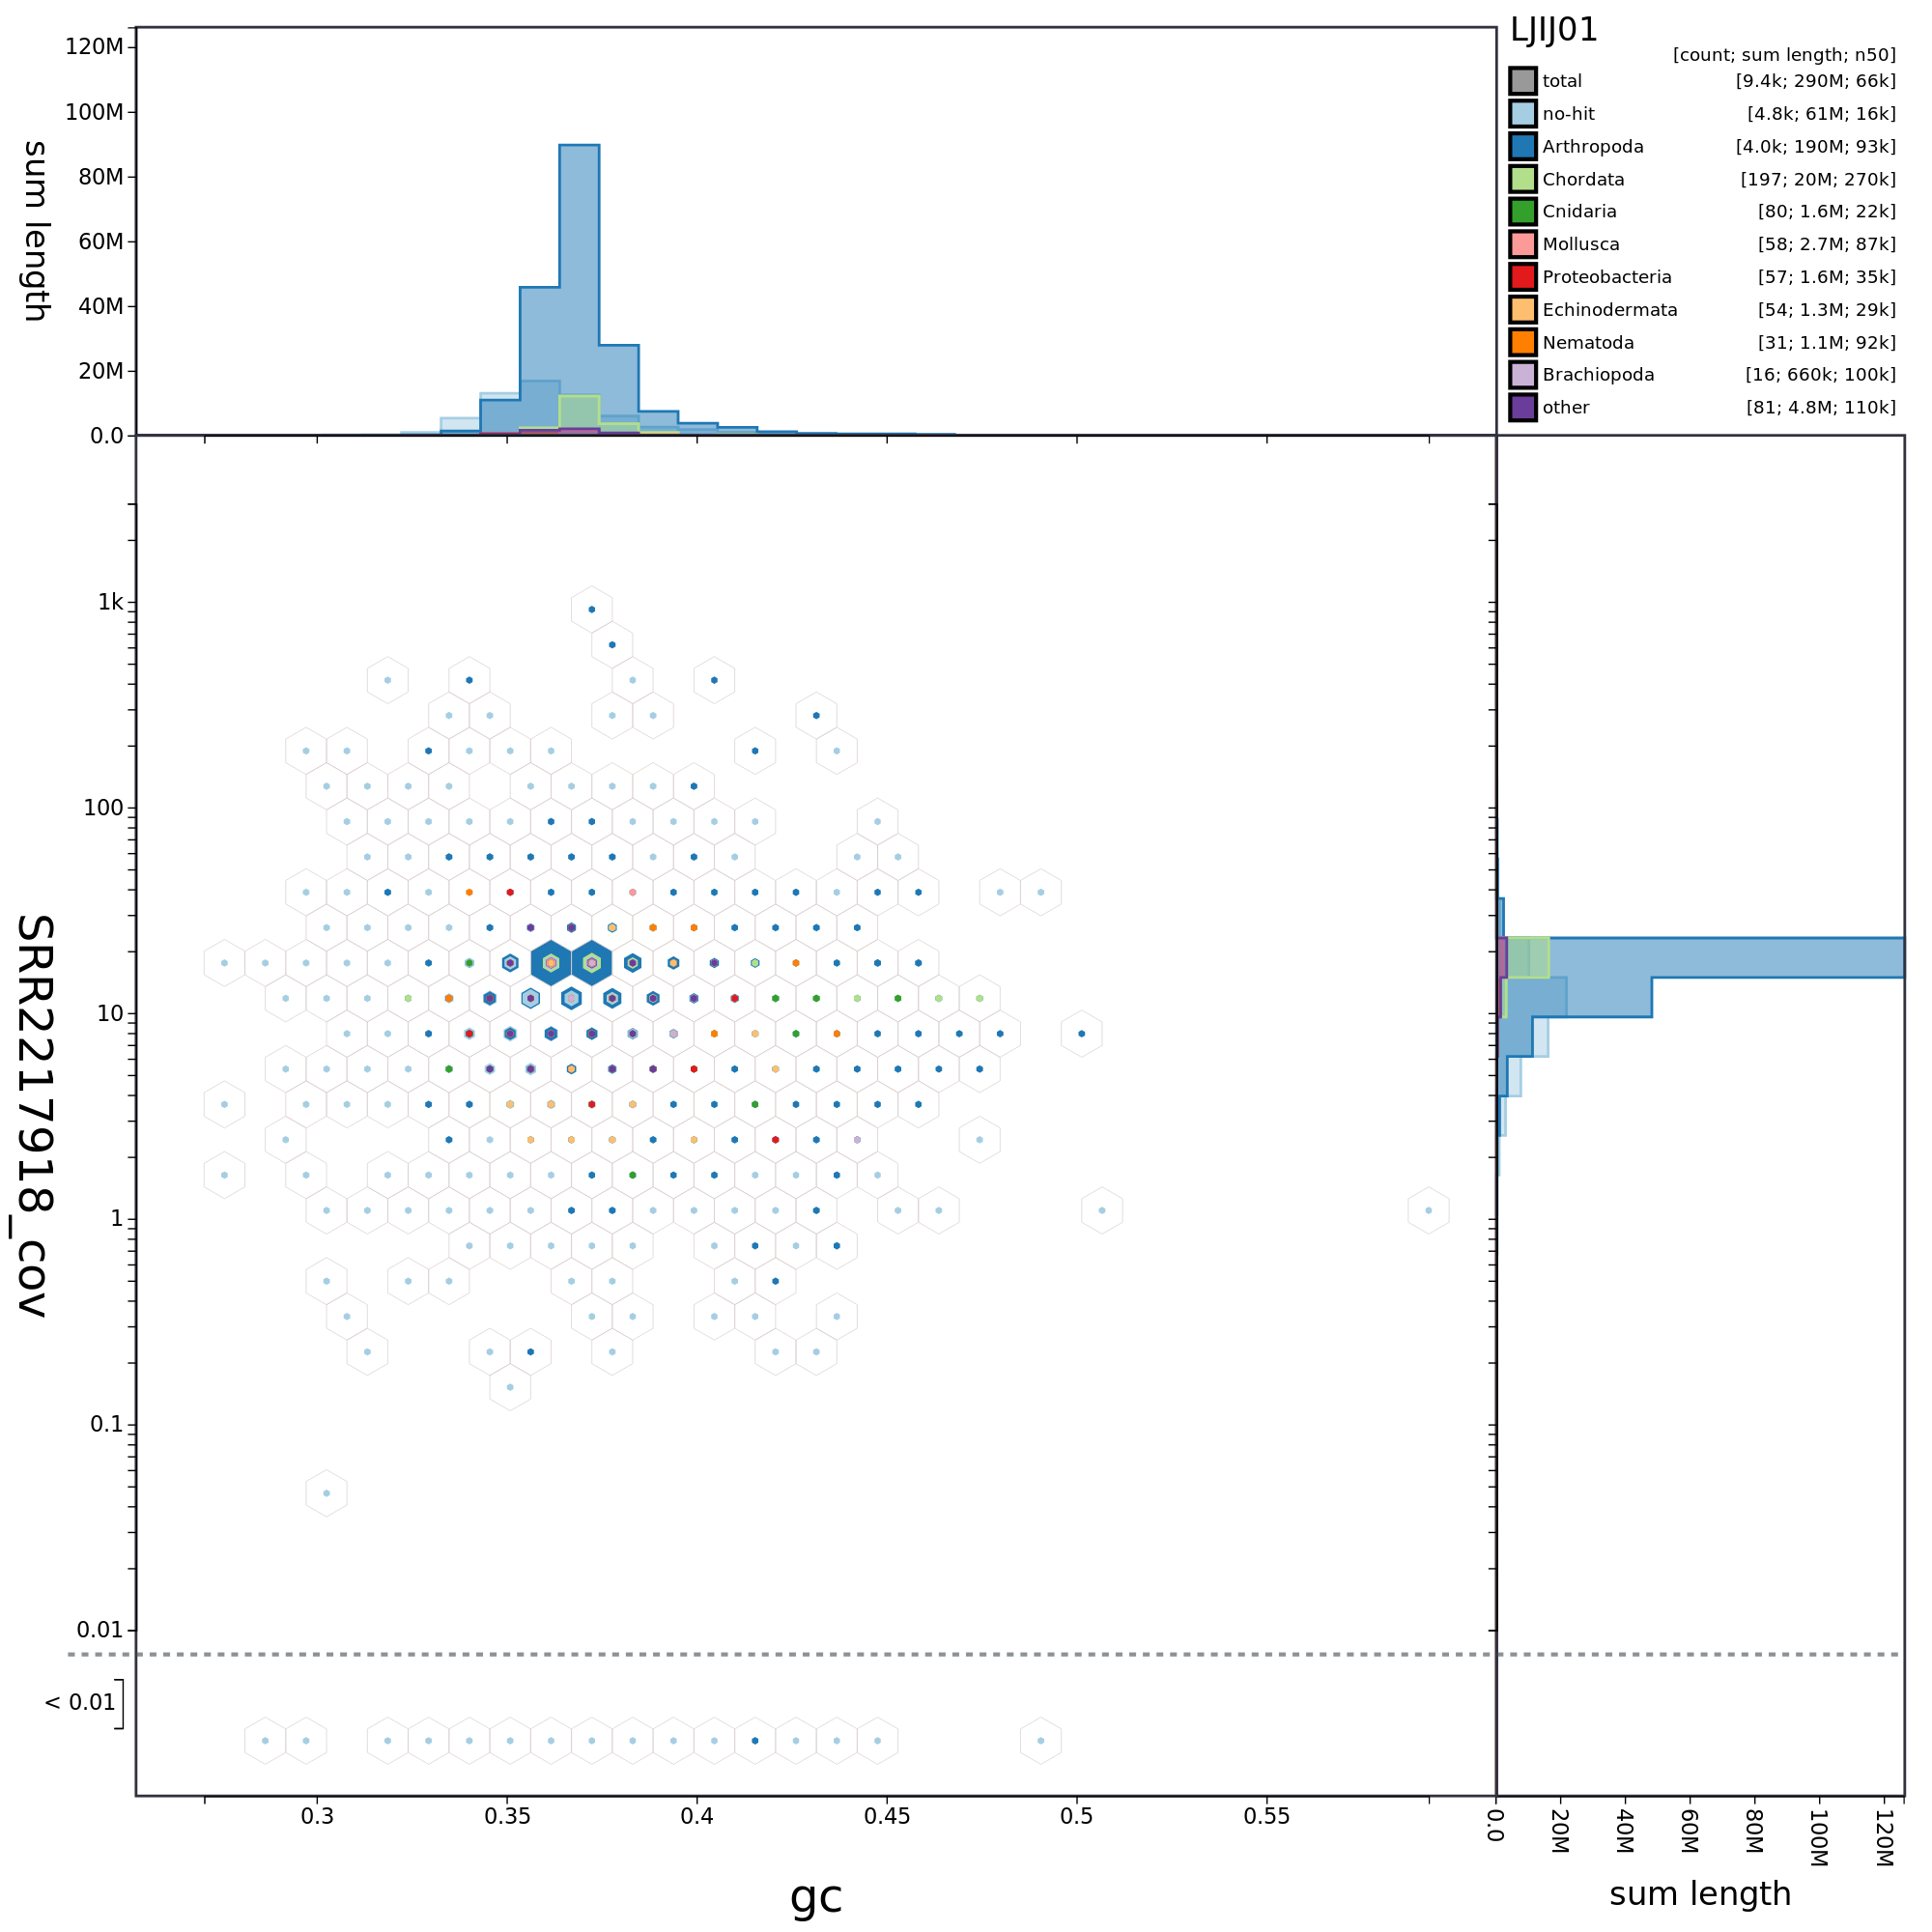 LJIJ01
[count; sum length; n50]
total [9.4k; 290M; 66k]
no-hit [4.8k; 61M; 16k]
Arthropoda [4.0k; 190M; 93k]
Chordata [197; 20M; 270k]
Cnidaria [80; 1.6M; 22k]
Mollusca [58; 2.7M; 87k]
Proteobacteria [57; 1.6M; 35k]
Echinodermata [54; 1.3M; 29k]
Nematoda [31; 1.1M; 92k]
Brachiopoda [16; 660k; 100k]
other [81; 4.8M; 110k]
sum length
120M
100M
80M
60M
40M
20M
0.0
SRR2217918_cov
1k
100
10
1
0.1
0.01
< 0.01
0.3 0.35 0.4 0.45 0.5 0.55
gc
0.0 20M 40M 60M 80M 100M 120M
sum length